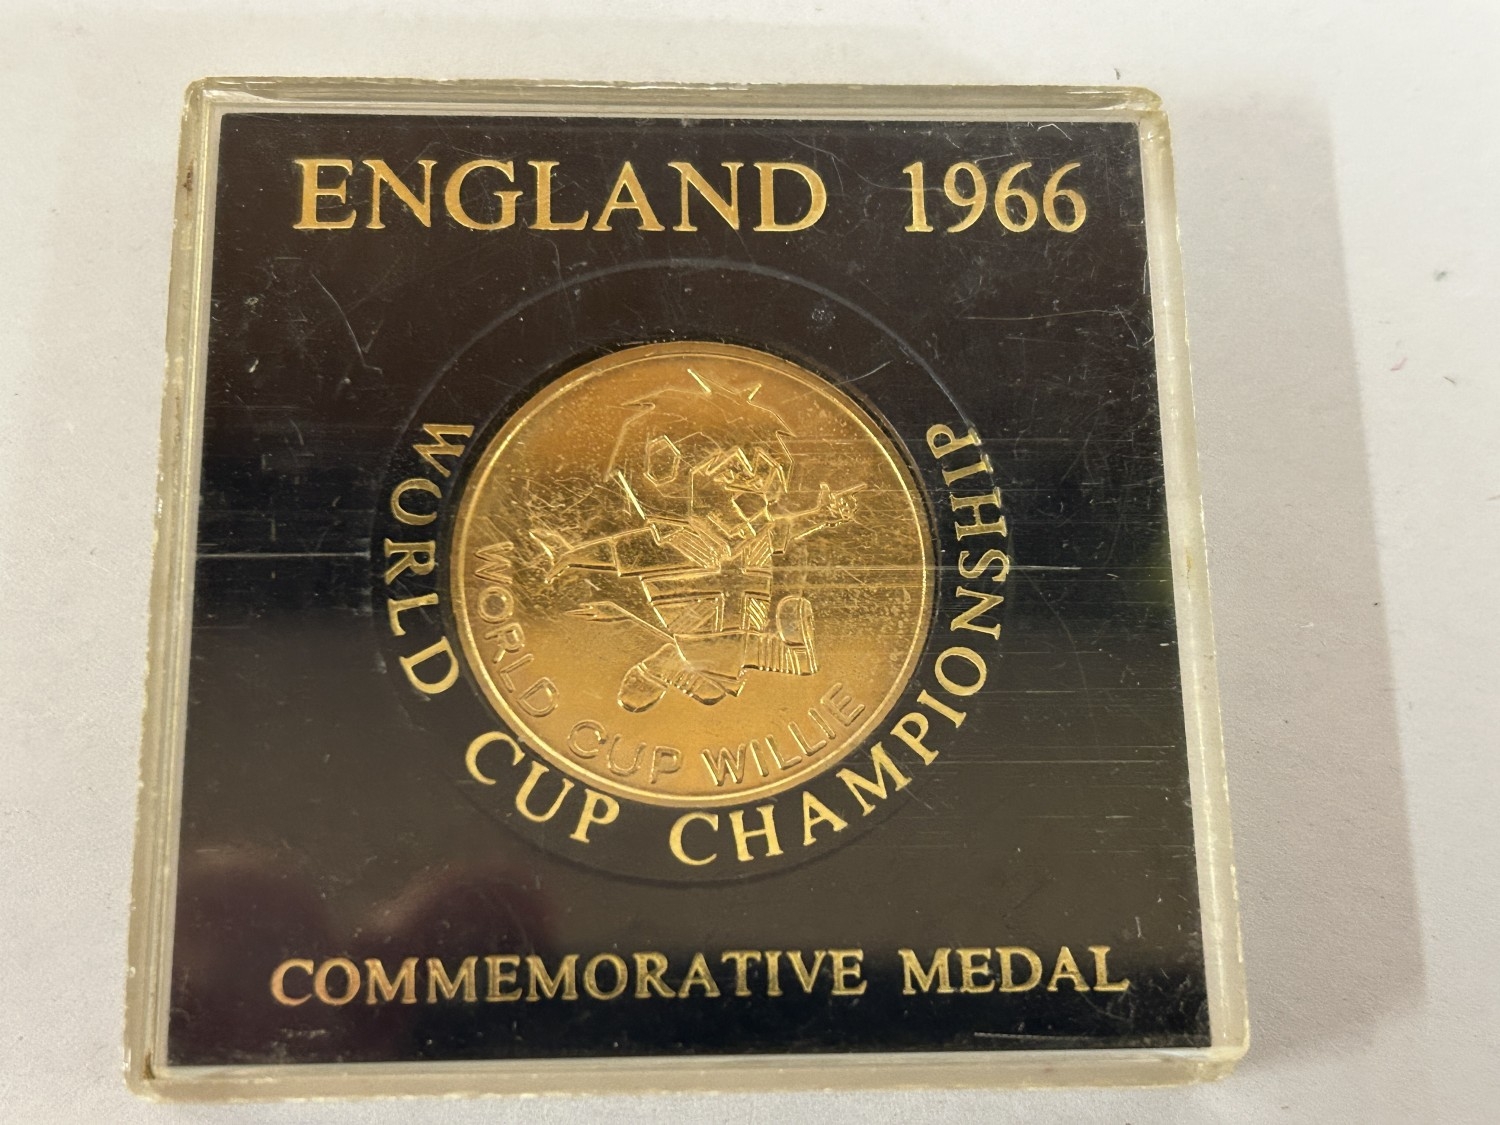 ENGLAND 1966
WORLD CUP CHAMPIONSHIP
WORLD CUP WILLIE
COMMEMORATIVE MEDAL